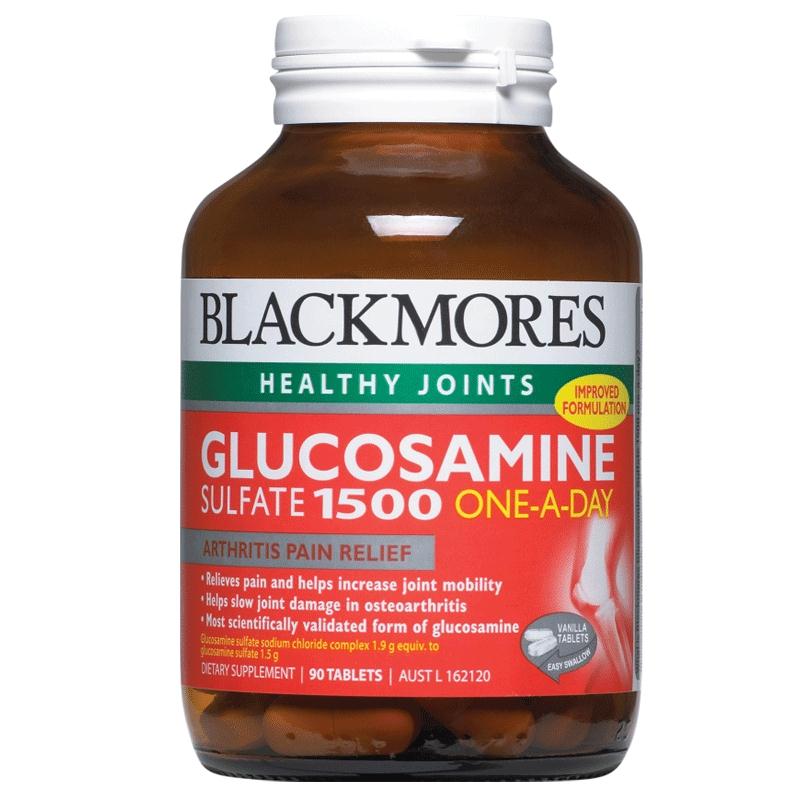 BLACKMORES
HEALTHY JOINTS
IMPROVED
FORMULATION
GLUCOSAMINE
SULFATE 1500 ONE-A-DAY
ARTHRITIS PAIN RELIEF
• Relieves pain and helps increase joint mobility
• Helps slow joint damage in osteoarthritis
• Most scientifically validated form of glucosamine
Glucosamine sulfate sodium chloride complex 1.9 g equiv. to
glucosamine sulfate 1.5 g
VANILLA
TABLETS
EASY SWALLOW
DIETARY SUPPLEMENT | 90 TABLETS | AUST L 162120